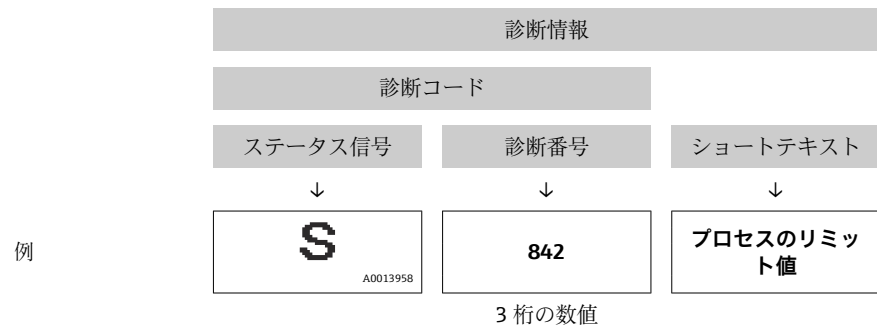 診断情報
診断コード
ステータス信号 診断番号 ショートテキスト
↓ ↓ ↓
例 S 842 プロセスのリミッ
ト値
A0013958
3 桁の数値